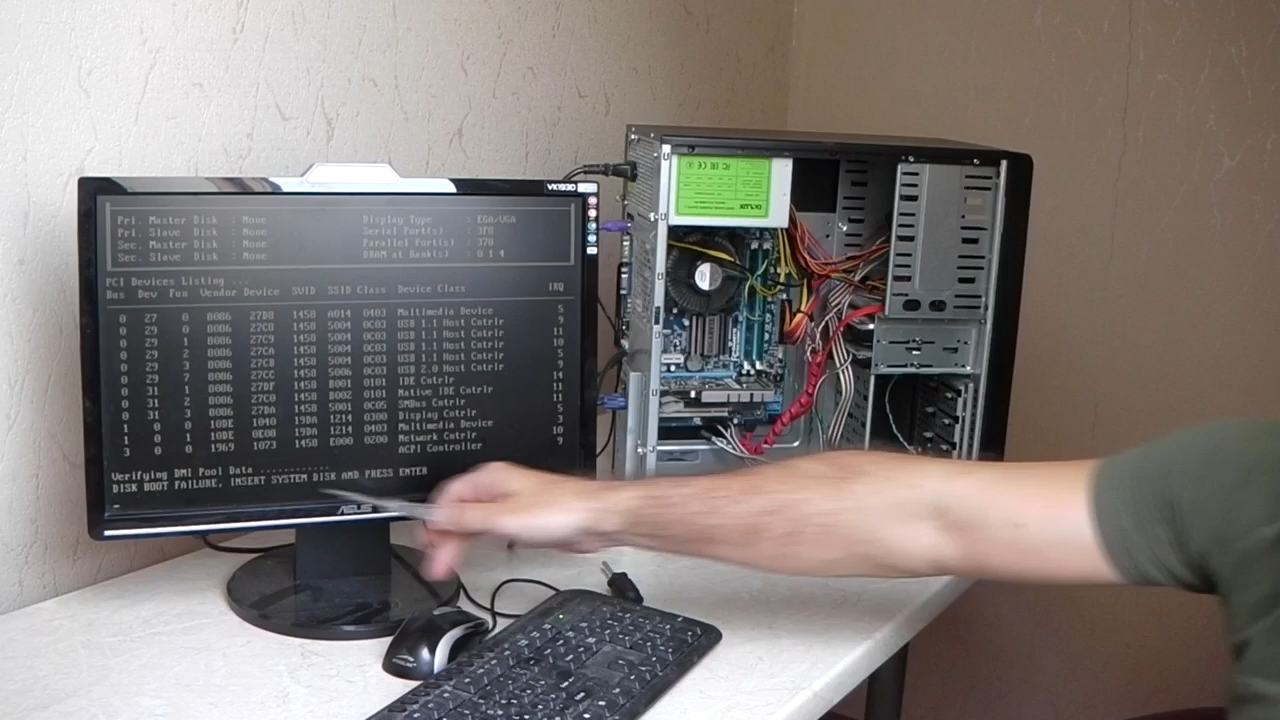 VK193D
Pri. Master Disk : None Display Type : EGA/VGA
Pri. Slave Disk : None Serial Port(s) : 3F8
Sec. Master Disk : None Parallel Port(s) : 378
Sec. Slave Disk : None DRAM at Bank(s) : 0 1 4
PCI Devices Listing ...
Bus Dev Fun Vendor Device SVID SSID Class Device Class IRQ
0 27 0 8086 27D8 1458 A014 0403 Multimedia Device 5
0 29 0 8086 27C8 1458 5004 0C03 USB 1.1 Host Cntrlr 9
0 29 1 8086 27C9 1458 5004 0C03 USB 1.1 Host Cntrlr 11
0 29 2 8086 27CA 1458 5004 0C03 USB 1.1 Host Cntrlr 10
0 29 3 8086 27CB 1458 5004 0C03 USB 1.1 Host Cntrlr 5
0 29 7 8086 27CC 1458 5006 0C03 USB 2.0 Host Cntrlr 9
0 31 1 8086 27DF 1458 B001 0101 IDE Cntrlr 14
0 31 2 8086 27C0 1458 B002 0101 Native IDE Cntrlr 11
0 31 3 8086 27DA 1458 5001 0C05 SMBus Cntrlr 11
1 0 0 10DE 1040 19DA 1214 0300 Display Cntrlr 5
1 0 1 10DE 0E08 19DA 1214 0403 Multimedia Device 3
3 0 0 1969 1073 1458 E000 0200 Network Cntrlr 10
ACPI Controller 9
Verifying DMI Pool Data ............
DISK BOOT FAILURE, INSERT SYSTEM DISK AND PRESS ENTER
ASUS
DELUX
intel